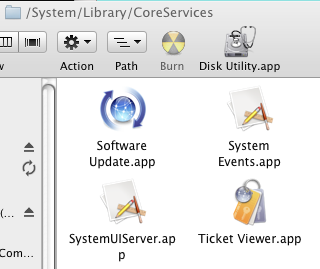 /System/Library/CoreServices
w
Action
Path
Burn
Disk Utility.app
Software
Update.app
System
Events.app
SystemUIServer.ap
p
Ticket Viewer.app
(...
Com...